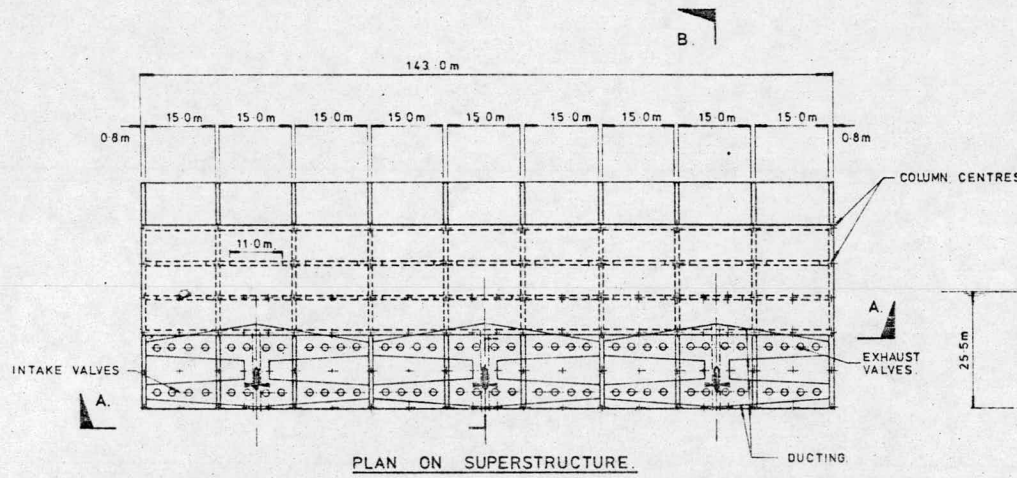 B.
143·0m
15·0m 15·0m 15·0m 15·0m 15·0m 15·0m 15·0m 15·0m 15·0m
0·8m 0·8m
COLUMN CENTRES
11·0m
A.
25·5m
INTAKE VALVES
EXHAUST
VALVES.
A.
DUCTING.
PLAN ON SUPERSTRUCTURE.